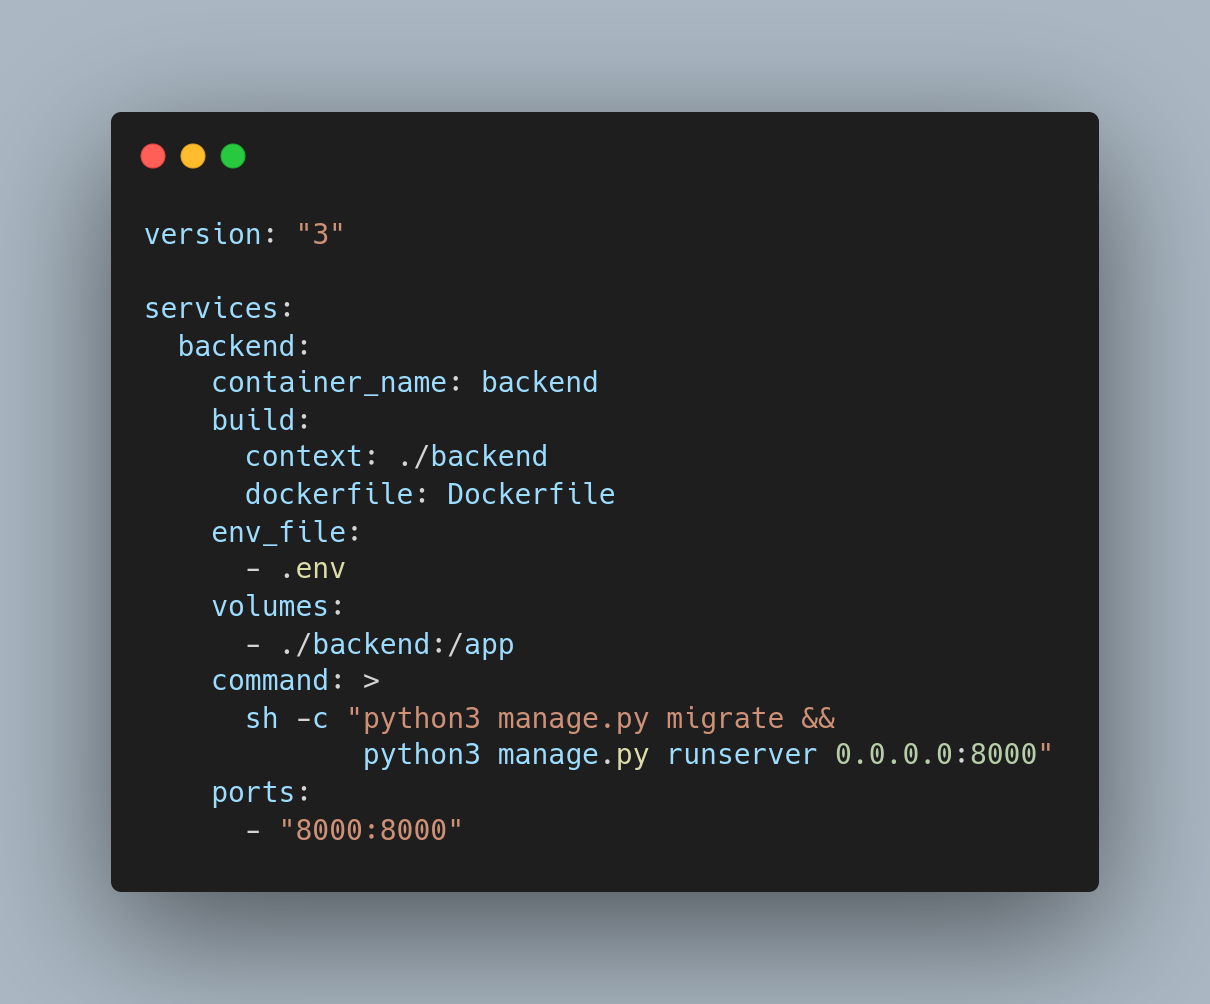 version: "3"

services:
  backend:
    container_name: backend
    build:
      context: ./backend
      dockerfile: Dockerfile
    env_file:
      - .env
    volumes:
      - ./backend:/app
    command: >
      sh -c "python3 manage.py migrate &&
             python3 manage.py runserver 0.0.0.0:8000"
    ports:
      - "8000:8000"